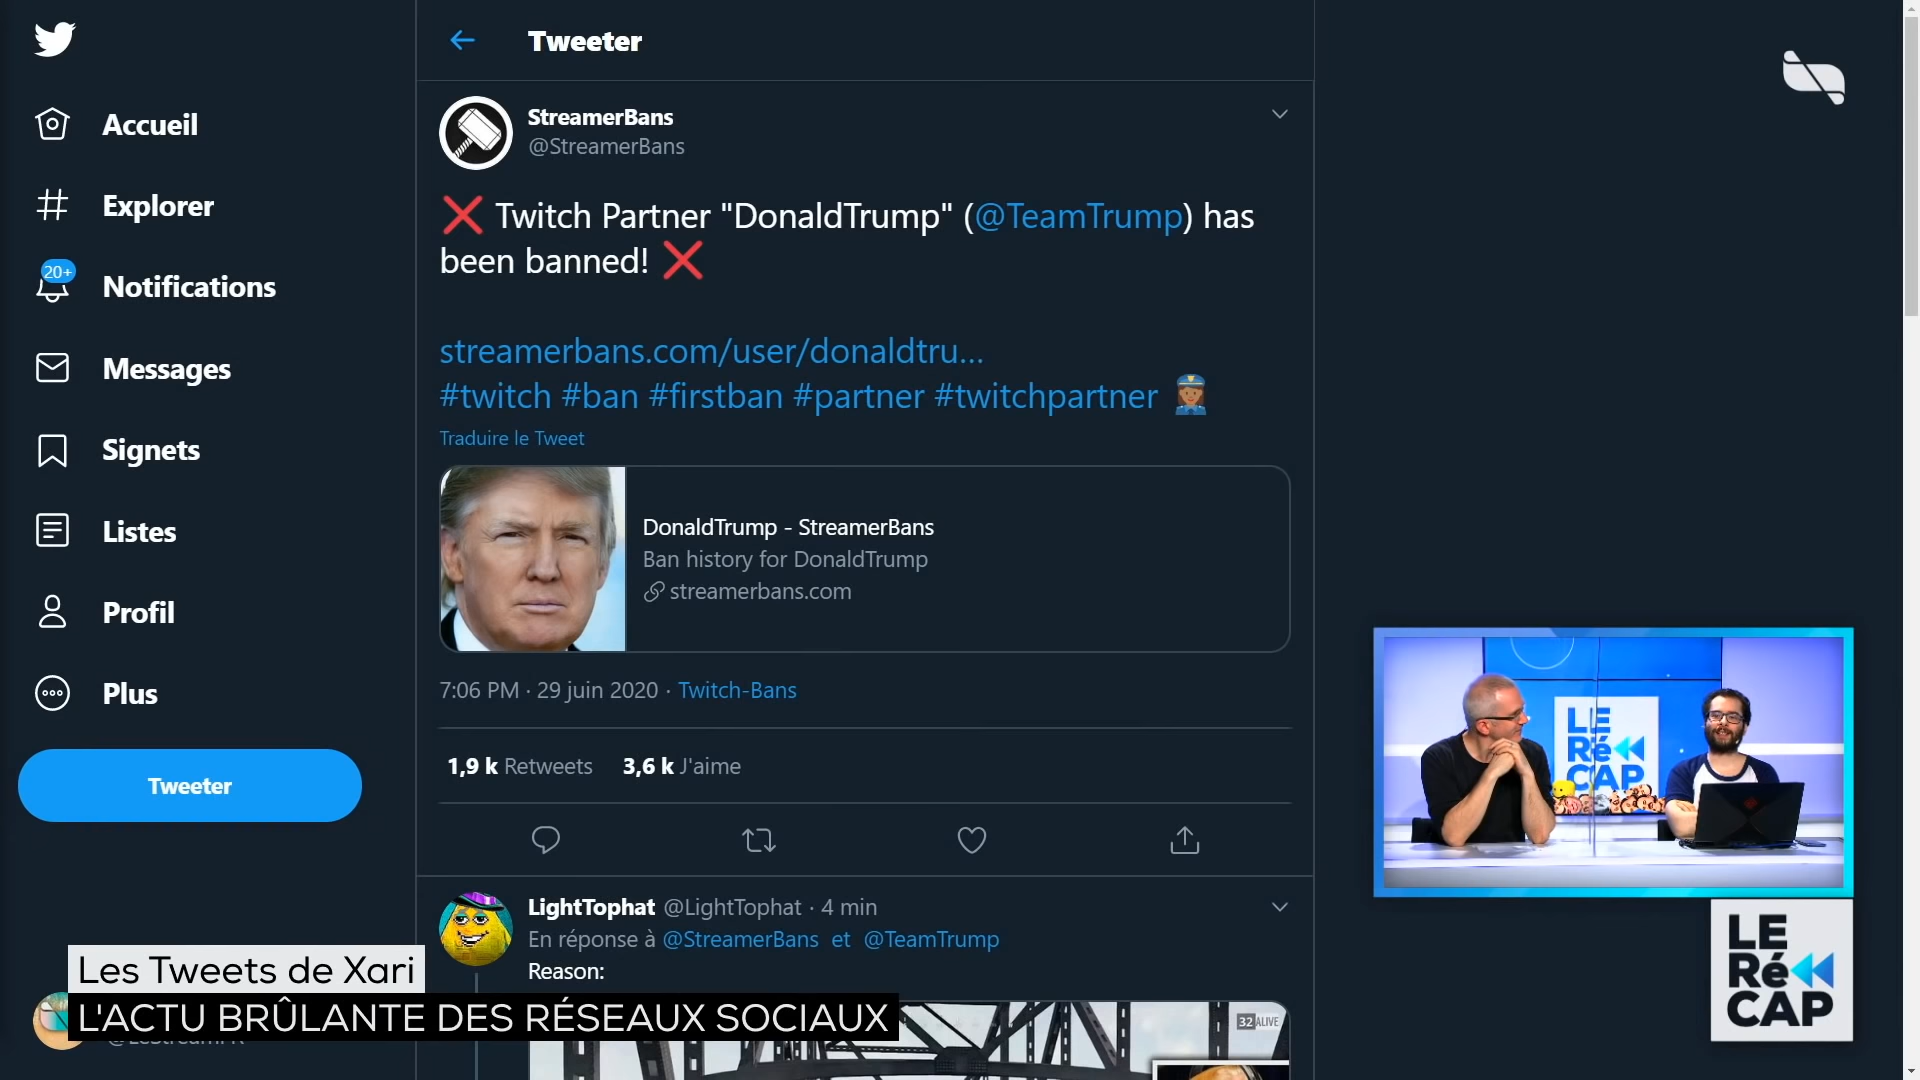 Tweeter
Accueil
Explorer
20+
Notifications
Messages
Signets
Listes
Profil
Plus
Tweeter
StreamerBans
@StreamerBans
❌ Twitch Partner "DonaldTrump" (@TeamTrump) has
been banned! ❌
streamerbans.com/user/donaldtru...
#twitch #ban #firstban #partner #twitchpartner
Traduire le Tweet
DonaldTrump - StreamerBans
Ban history for DonaldTrump
streamerbans.com
7:06 PM · 29 juin 2020 · Twitch-Bans
1,9 k Retweets 3,6 k J'aime
LightTophat @LightTophat · 4 min
En réponse à @StreamerBans et @TeamTrump
Reason:
32 ALIVE
LE
Ré
CAP
LE
Ré
CAP
Les Tweets de Xari
L'ACTU BRÛLANTE DES RÉSEAUX SOCIAUX